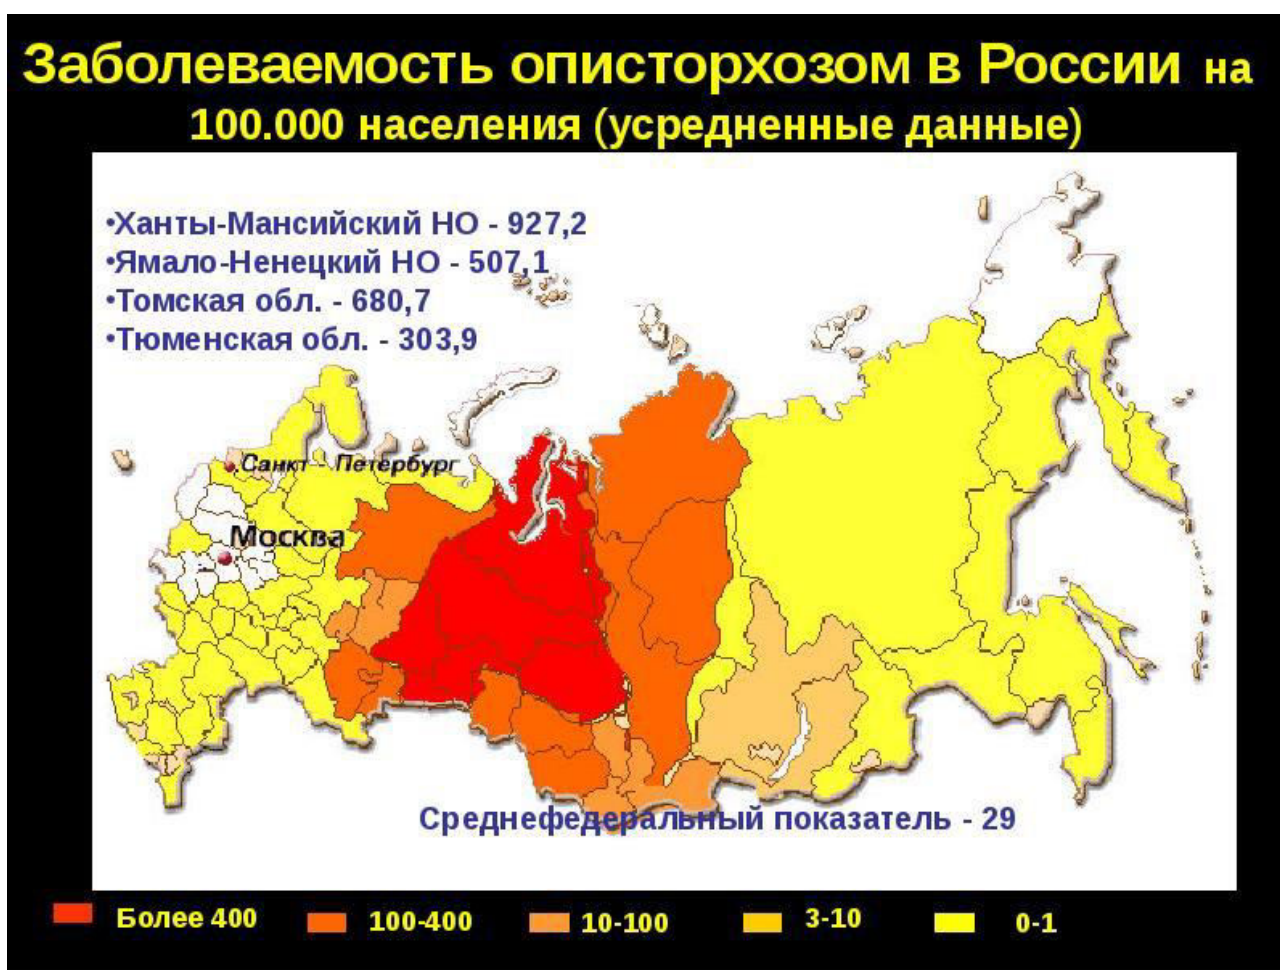 Заболеваемость описторхозом в России на
100.000 населения (усредненные данные)
•Ханты-Мансийский НО - 927,2
•Ямало-Ненецкий НО - 507,1
•Томская обл. - 680,7
•Тюменская обл. - 303,9
Санкт - Петербург
Москва
Среднефедеральный показатель - 29
Более 400
100-400
10-100
3-10
0-1